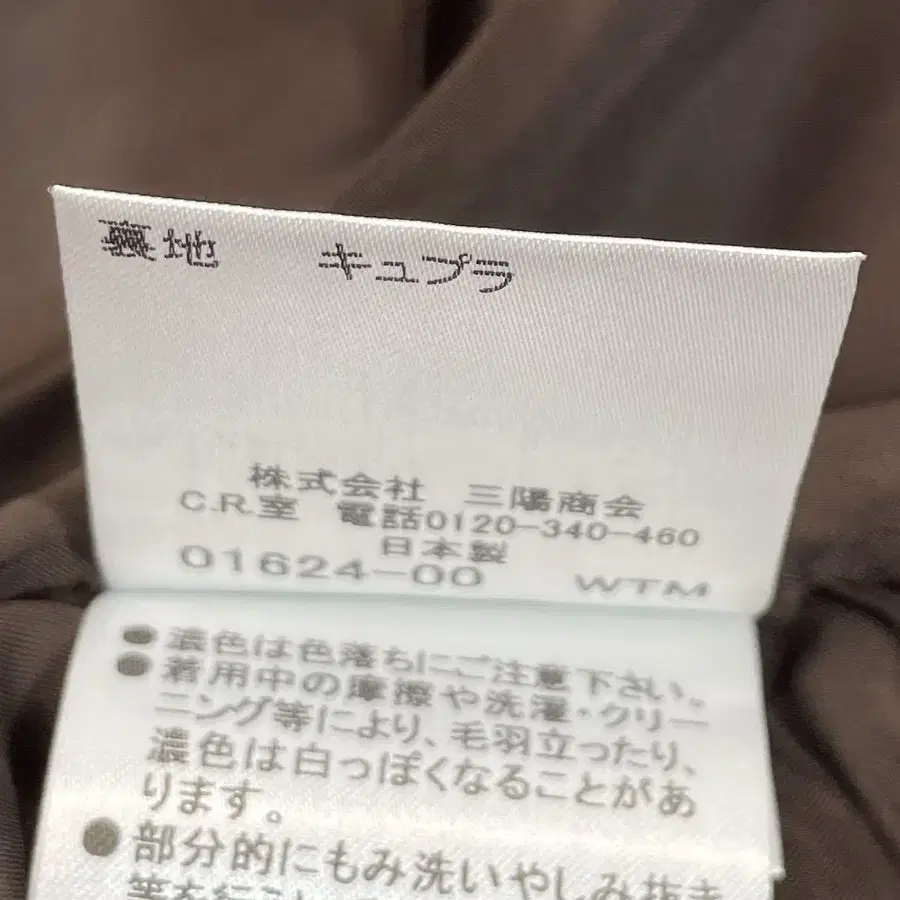 裏地　キュプラ
株式会社　三陽商会
C.R.室　電話0120-340-460
日本製
01624-00　WTM
●濃色は色落ちにご注意下さい。
●着用中の摩擦や洗濯・クリー
ニング等により、毛羽立ったり、
濃色は白っぽくなることがあ
ります。
●部分的にもみ洗いやしみ抜き
等を行